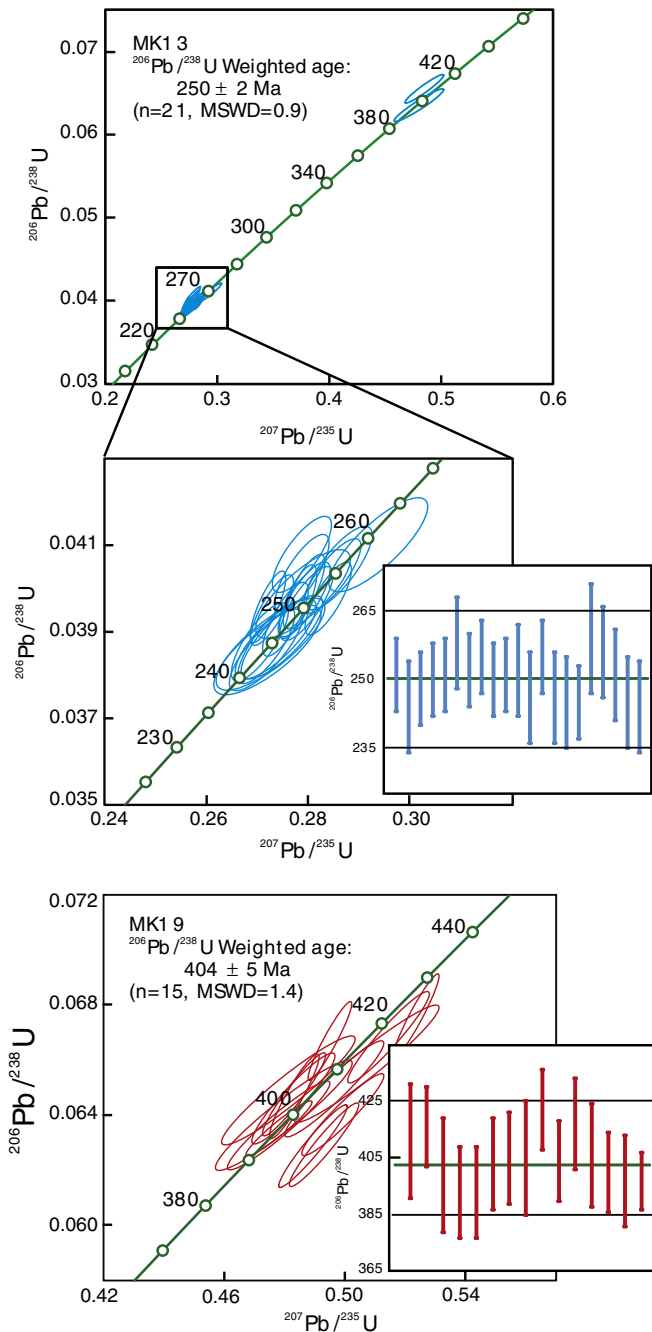 0.07
MK13
²⁰⁶Pb/²³⁸U Weighted age:
250 ± 2 Ma
(n=21, MSWD=0.9)
420
380
0.06
340
²⁰⁶Pb/²³⁸U
0.05
300
270
0.04
220
0.03
0.2 0.3 0.4 0.5 0.6
²⁰⁷Pb/²³⁵U
0.041
260
265
250
²⁰⁶Pb/²³⁸U
0.039
250
²⁰⁶Pb/²³⁸U
240
0.037
235
230
0.035
0.24 0.26 0.28 0.30
²⁰⁷Pb/²³⁵U
0.072
MK19
²⁰⁶Pb/²³⁸U Weighted age:
404 ± 5 Ma
(n=15, MSWD=1.4)
440
420
0.068
²⁰⁶Pb/²³⁸U
400
0.064
425
405
²⁰⁶Pb/²³⁸U
385
365
380
0.060
0.42 0.46 0.50 0.54
²⁰⁷Pb/²³⁵U